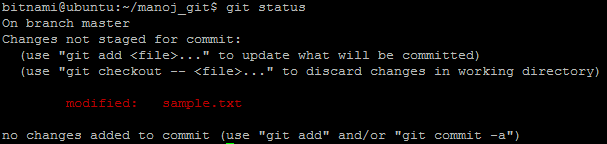 bitnami@ubuntu:~/manoj_git$ git status
On branch master
Changes not staged for commit:
  (use "git add <file>..." to update what will be committed)
  (use "git checkout -- <file>..." to discard changes in working directory)

        modified:   sample.txt

no changes added to commit (use "git add" and/or "git commit -a")